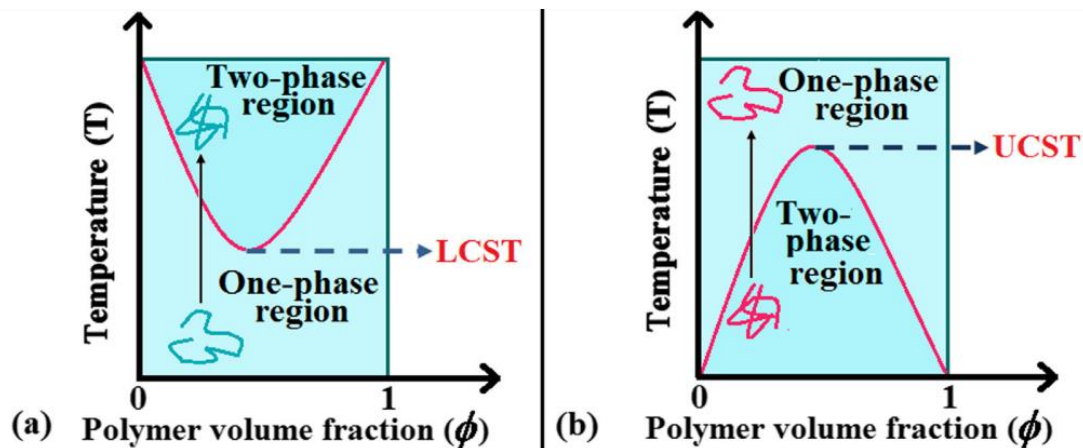 Temperature (T)
Two-phase
region
LCST
One-phase
region
0
1
(a)
Polymer volume fraction (ϕ)
Temperature (T)
One-phase
region
UCST
Two-
phase
region
0
1
(b)
Polymer volume fraction (ϕ)